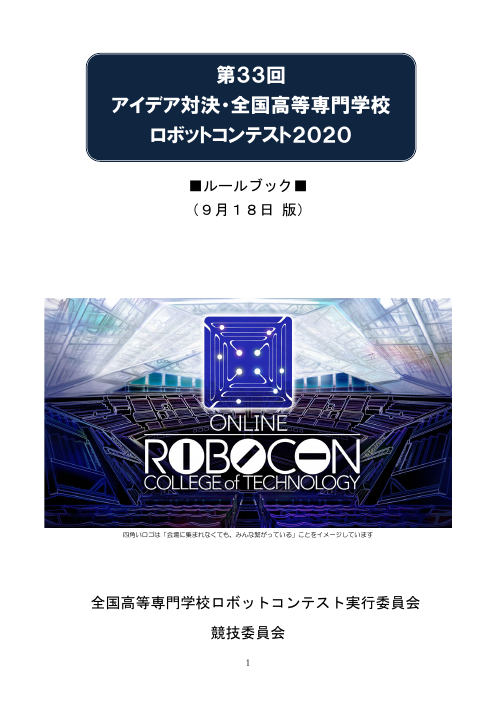 第33回
アイデア対決・全国高等専門学校
ロボットコンテスト2020
■ルールブック■
（９月１８日 版）
ONLINE
ROBOCON
COLLEGE of TECHNOLOGY
四角いロゴは「会場に集まれなくても、みんな繋がっている」ことをイメージしています
全国高等専門学校ロボットコンテスト実行委員会
競技委員会
1